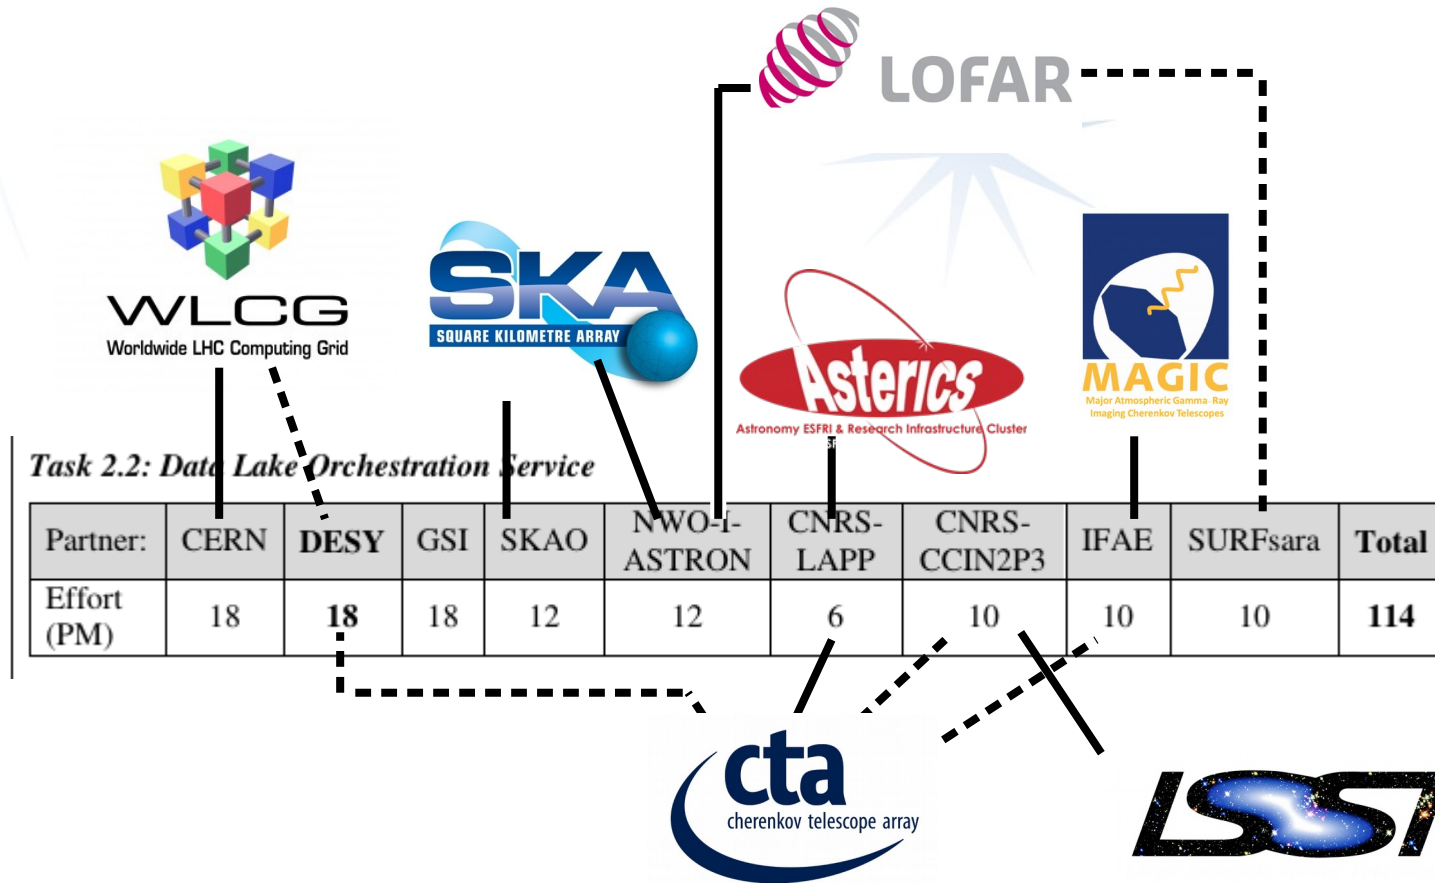 LOFAR
WLCG
Worldwide LHC Computing Grid
SKA
SQUARE KILOMETRE ARRAY
Asterics
Astronomy ESFRI & Research Infrastructure Cluster
MAGIC
Major Atmospheric Gamma-Ray
Imaging Cherenkov Telescopes
Task 2.2: Data Lake Orchestration Service
Partner: CERN DESY GSI SKAO NWO-I-ASTRON CNRS-LAPP CNRS-CCIN2P3 IFAE SURFsara Total
Effort (PM) 18 18 18 12 12 6 10 10 10 114
cta
cherenkov telescope array
LSST